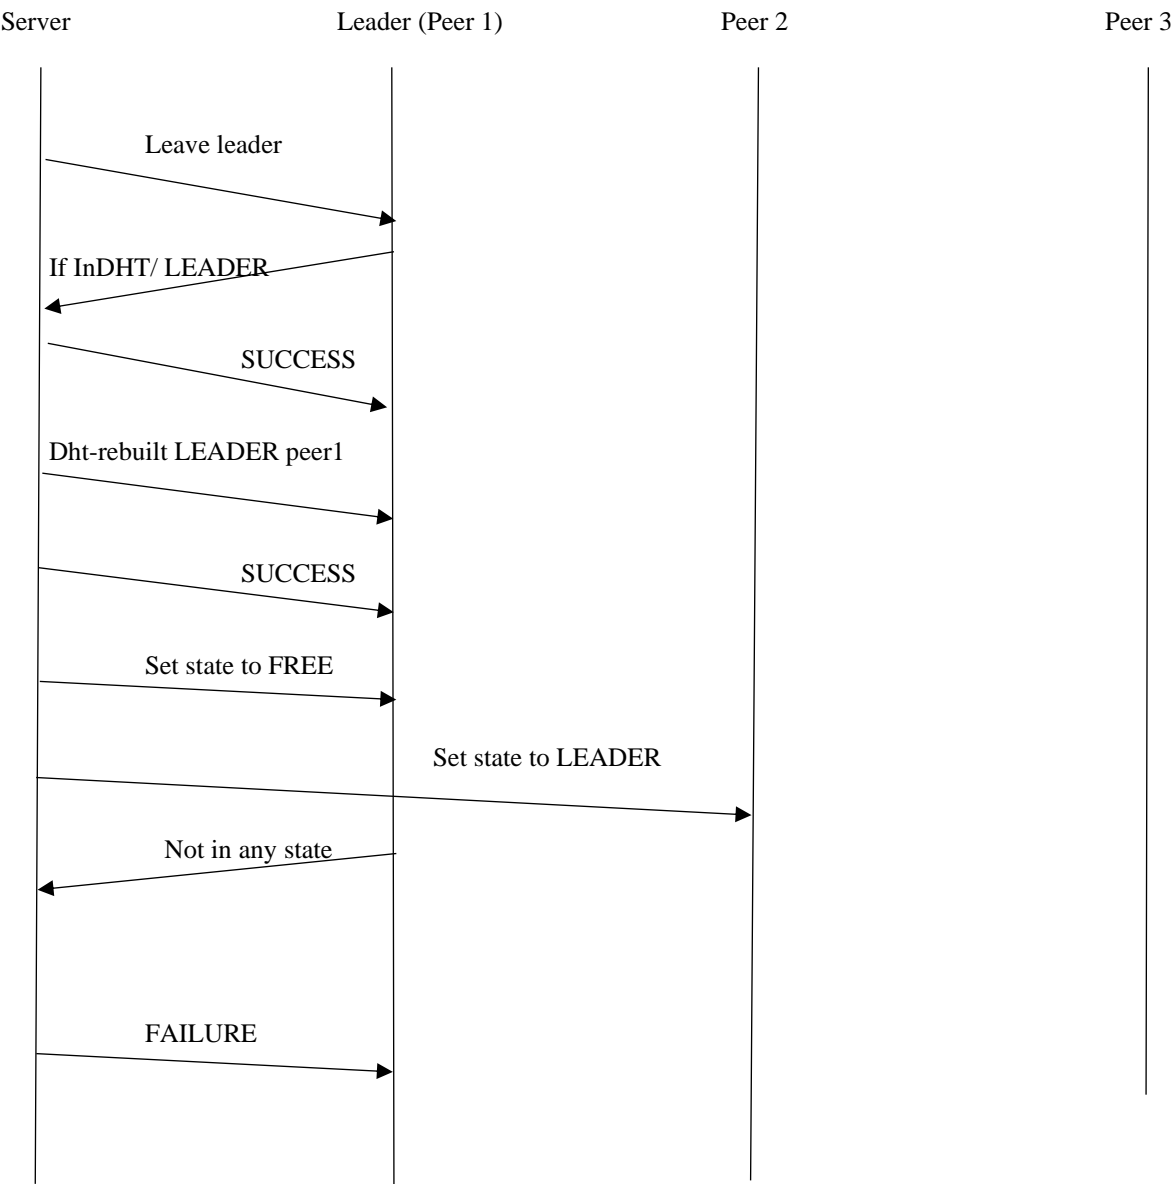 Server Leader (Peer 1) Peer 2 Peer 3
Leave leader
If InDHT/ LEADER
SUCCESS
Dht-rebuilt LEADER peer1
SUCCESS
Set state to FREE
Set state to LEADER
Not in any state
FAILURE